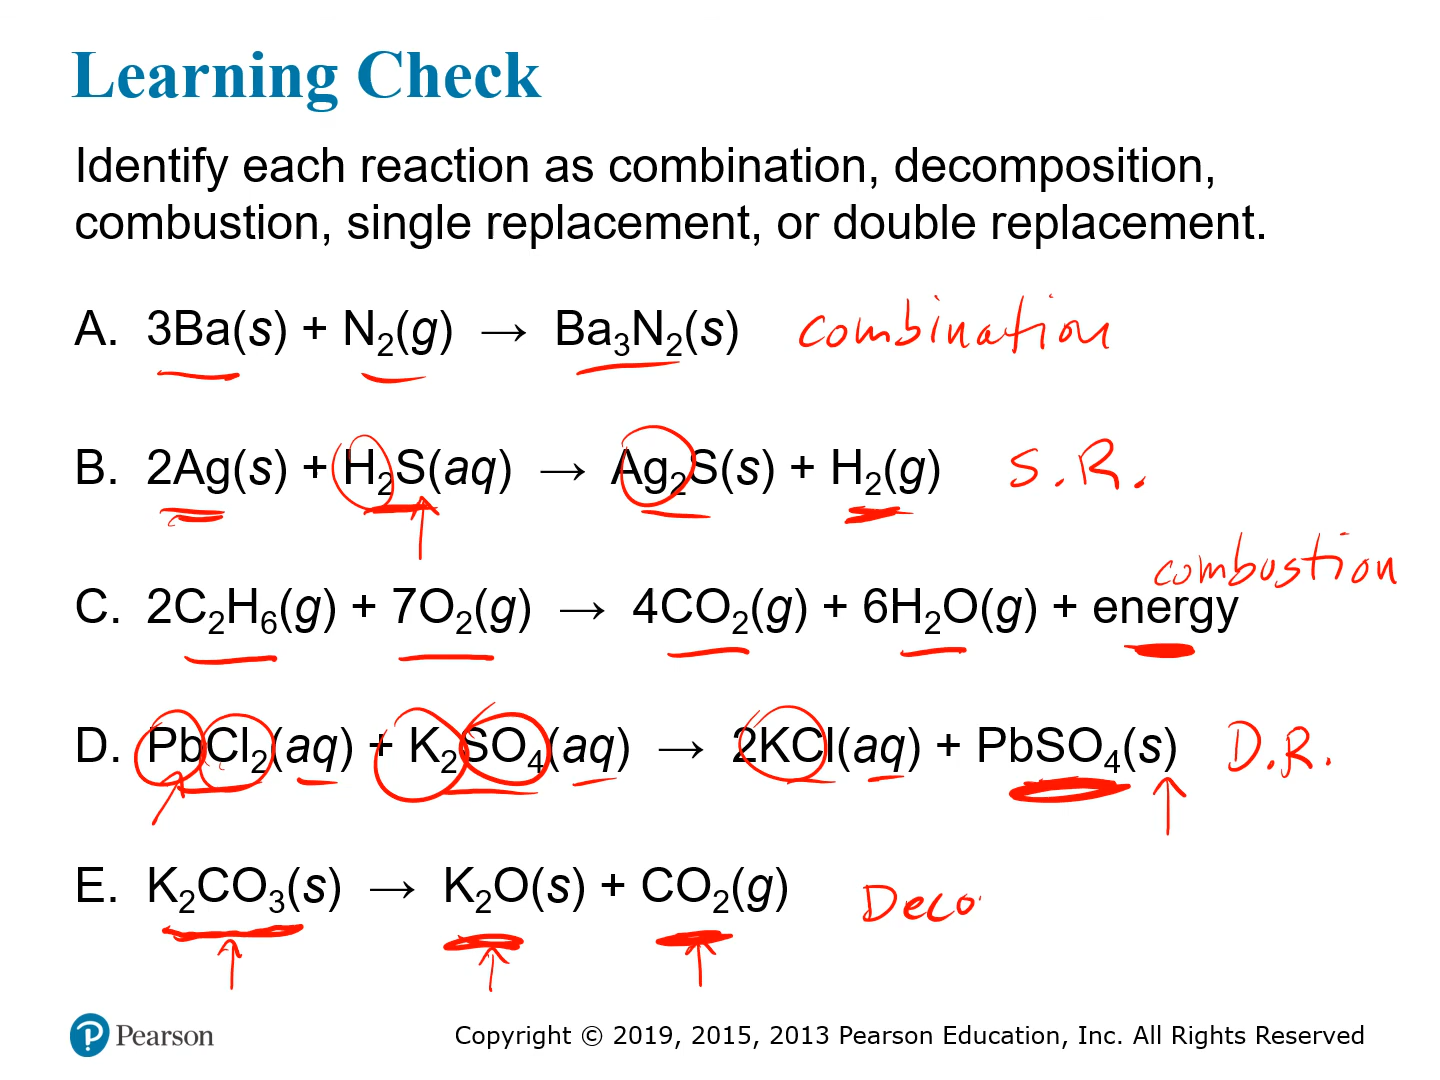 Learning Check
Identify each reaction as combination, decomposition,
combustion, single replacement, or double replacement.
A. 3Ba(s) + N₂(g) → Ba₃N₂(s) combination
B. 2Ag(s) + H₂S(aq) → Ag₂S(s) + H₂(g) S.R.
combustion
C. 2C₂H₆(g) + 7O₂(g) → 4CO₂(g) + 6H₂O(g) + energy
D. PbCl₂(aq) + K₂SO₄(aq) → 2KCl(aq) + PbSO₄(s) D.R.
E. K₂CO₃(s) → K₂O(s) + CO₂(g) Deco
Pearson
Copyright © 2019, 2015, 2013 Pearson Education, Inc. All Rights Reserved